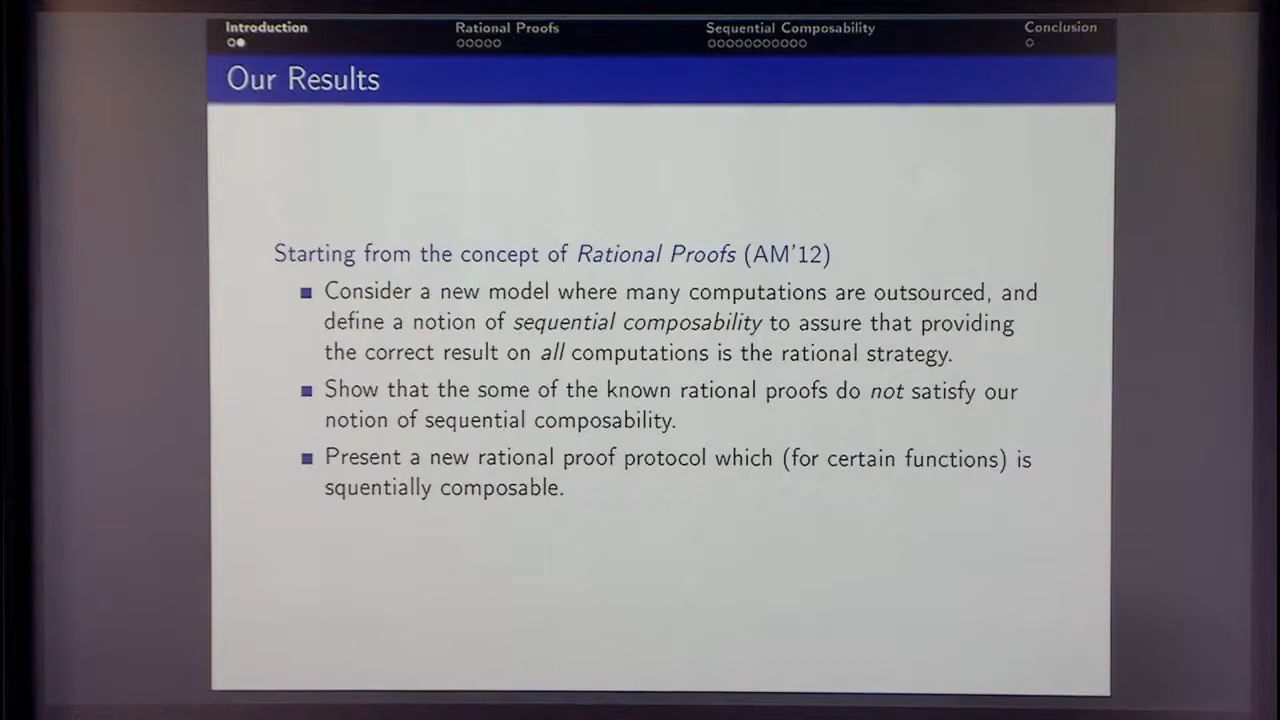 Introduction Rational Proofs Sequential Composability Conclusion
Our Results
Starting from the concept of Rational Proofs (AM'12)
Consider a new model where many computations are outsourced, and
define a notion of sequential composability to assure that providing
the correct result on all computations is the rational strategy.
Show that the some of the known rational proofs do not satisfy our
notion of sequential composability.
Present a new rational proof protocol which (for certain functions) is
squentially composable.